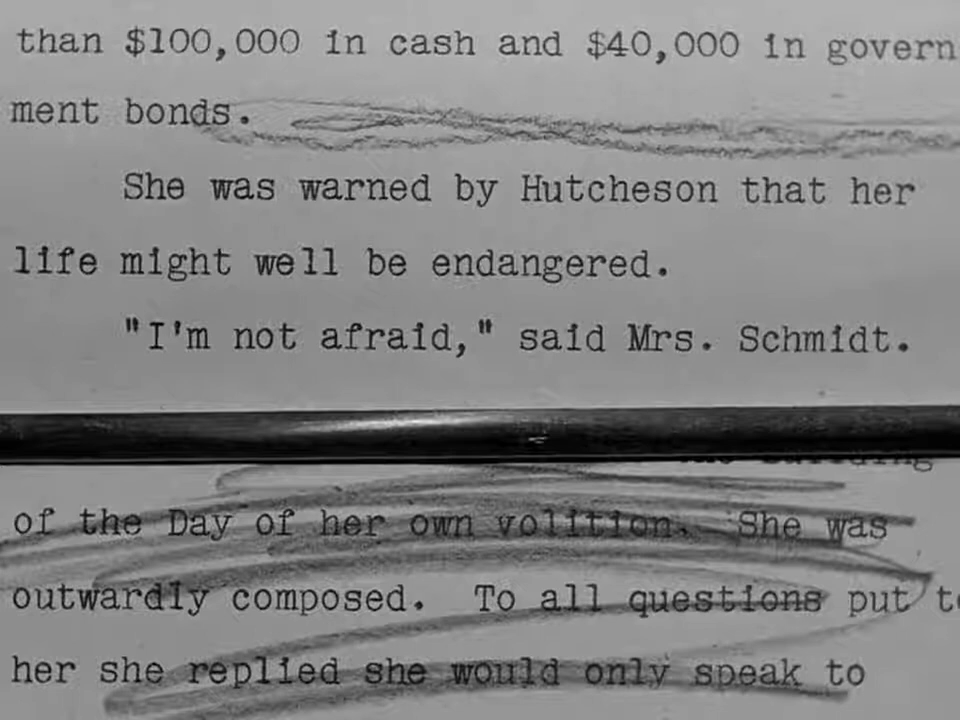 than $100,000 in cash and $40,000 in govern
ment bonds.
She was warned by Hutcheson that her
life might well be endangered.
"I'm not afraid," said Mrs. Schmidt.
building
of the Day of her own volition. She was
outwardly composed. To all questions put to
her she replied she would only speak to